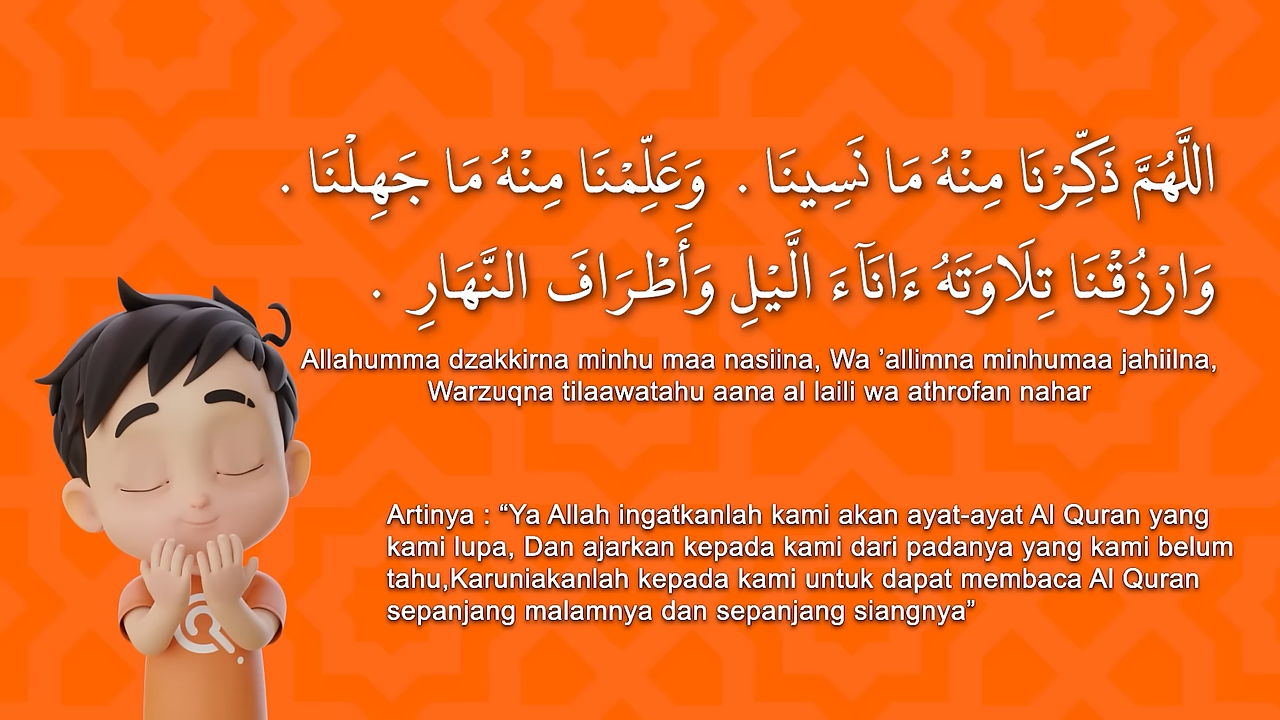 اللَّهُمَّ ذَكِّرْنَا مِنْهُ مَا نَسِينَا . وَعَلِّمْنَا مِنْهُ مَا جَهِلْنَا .
وَارْزُقْنَا تِلَاوَتَهُ ءَانَآءَ الَّيْلِ وَأَطْرَافَ النَّهَارِ .
Allahumma dzakkirna minhu maa nasiina, Wa ’allimna minhumaa jahiilna,
Warzuqna tilaawatahu aana al laili wa athrofan nahar
Artinya : “Ya Allah ingatkanlah kami akan ayat-ayat Al Quran yang
kami lupa, Dan ajarkan kepada kami dari padanya yang kami belum
tahu,Karuniakanlah kepada kami untuk dapat membaca Al Quran
sepanjang malamnya dan sepanjang siangnya”